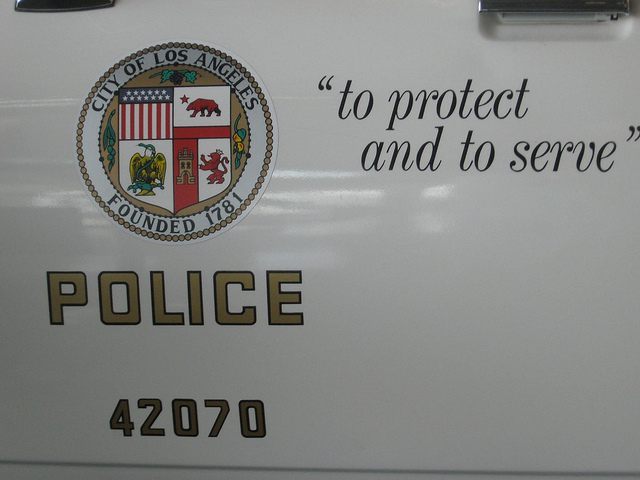 CITY OF LOS ANGELES
FOUNDED 1781
“to protect
and to serve”
POLICE
42070